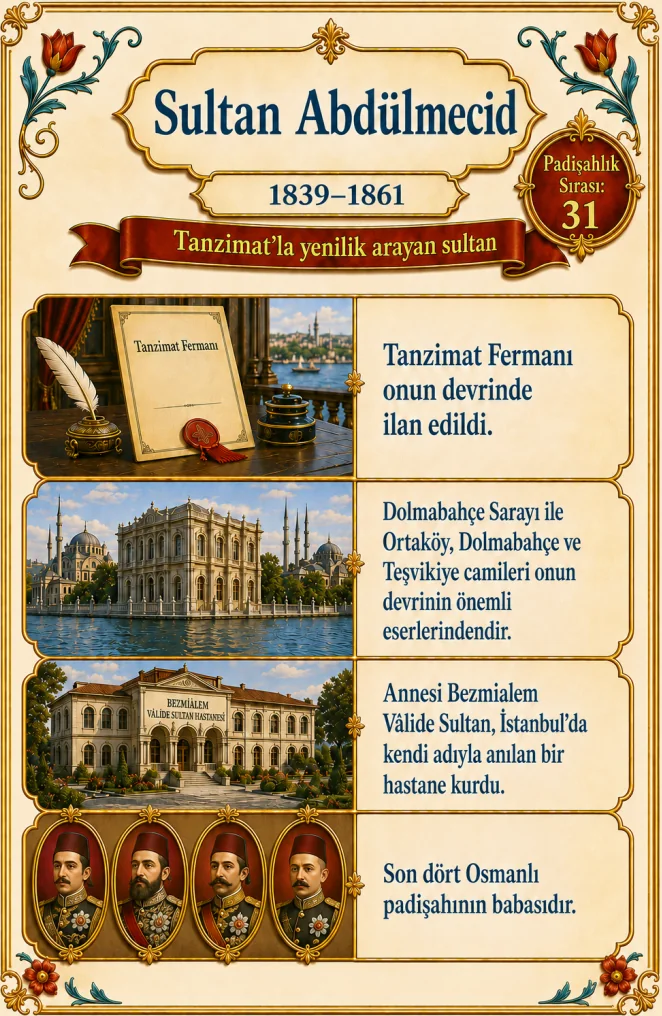 Sultan Abdülmecid
1839–1861
Padişahlık
Sırası:
31
Tanzimat’la yenilik arayan sultan
Tanzimat Fermanı
Tanzimat Fermanı
onun devrinde
ilan edildi.
Dolmabahçe Sarayı ile
Ortaköy, Dolmabahçe ve
Teşvikiye camileri onun
devrinin önemli
eserlerindendir.
BEZMİÂLEM
VÂLİDE SULTAN HASTANESİ
Annesi Bezmialem
Vâlide Sultan, İstanbul’da
kendi adıyla anılan bir
hastane kurdu.
Son dört Osmanlı
padişahının babasıdır.